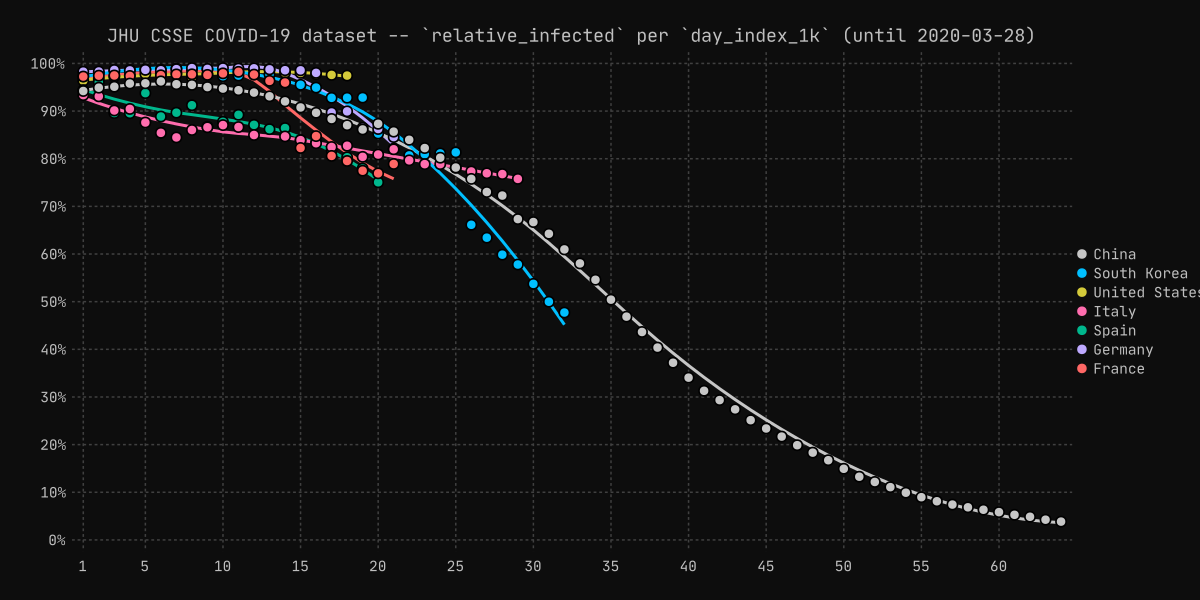 JHU CSSE COVID-19 dataset -- `relative_infected` per `day_index_1k` (until 2020-03-28)
100%
90%
80%
70%
60%
50%
40%
30%
20%
10%
0%
1 5 10 15 20 25 30 35 40 45 50 55 60
China
South Korea
United States
Italy
Spain
Germany
France